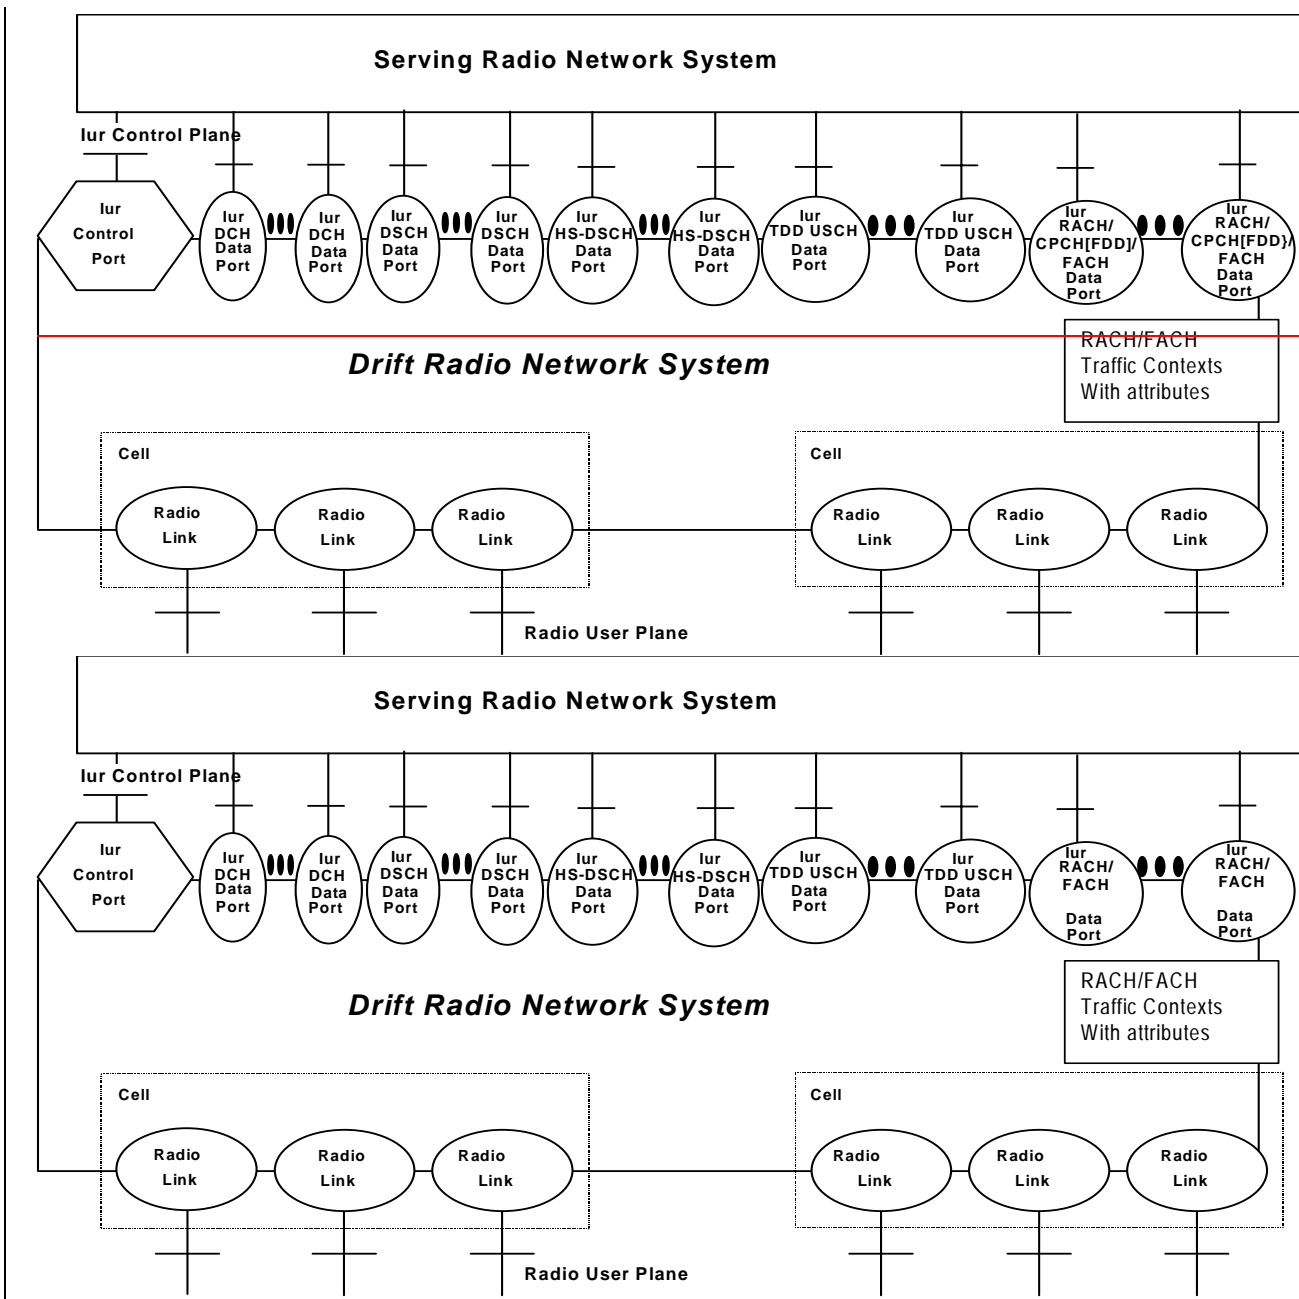 Serving Radio Network System
Iur Control Plane
Iur
Control
Port
Iur
DCH
Data
Port
Iur
DCH
Data
Port
Iur
DSCH
Data
Port
Iur
DSCH
Data
Port
Iur
HS-DSCH
Data
Port
Iur
HS-DSCH
Data
Port
Iur
TDD USCH
Data
Port
Iur
TDD USCH
Data
Port
Iur
RACH/
CPCH[FDD]/
FACH
Data
Port
Iur
RACH/
CPCH[FDD}/
FACH
Data
Port
RACH/FACH
Traffic Contexts
With attributes
Drift Radio Network System
Cell
Radio
Link
Radio
Link
Radio
Link
Cell
Radio
Link
Radio
Link
Radio
Link
Radio User Plane
Serving Radio Network System
Iur Control Plane
Iur
Control
Port
Iur
DCH
Data
Port
Iur
DCH
Data
Port
Iur
DSCH
Data
Port
Iur
DSCH
Data
Port
Iur
HS-DSCH
Data
Port
Iur
HS-DSCH
Data
Port
Iur
TDD USCH
Data
Port
Iur
TDD USCH
Data
Port
Iur
RACH/
FACH
Data
Port
Iur
RACH/
FACH
Data
Port
RACH/FACH
Traffic Contexts
With attributes
Drift Radio Network System
Cell
Radio
Link
Radio
Link
Radio
Link
Cell
Radio
Link
Radio
Link
Radio
Link
Radio User Plane